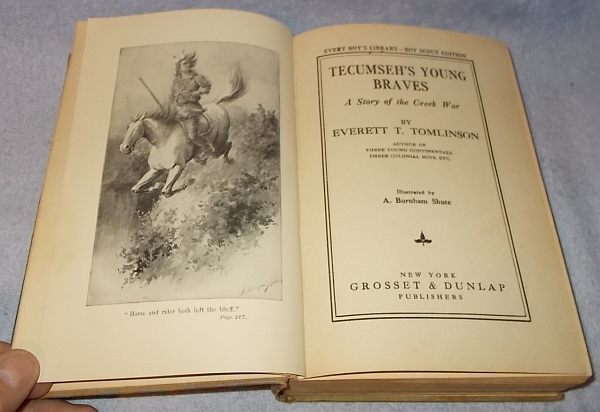 "Horse and rider both left the bluff."
Page 217.
EVERY BOY'S LIBRARY—BOY SCOUT EDITION
TECUMSEH'S YOUNG
BRAVES
A Story of the Creek War
BY
EVERETT T. TOMLINSON
AUTHOR OF
THREE YOUNG CONTINENTALS,
THREE COLONIAL BOYS, ETC.
Illustrated by
A. Burnham Shute
NEW YORK
GROSSET & DUNLAP
PUBLISHERS